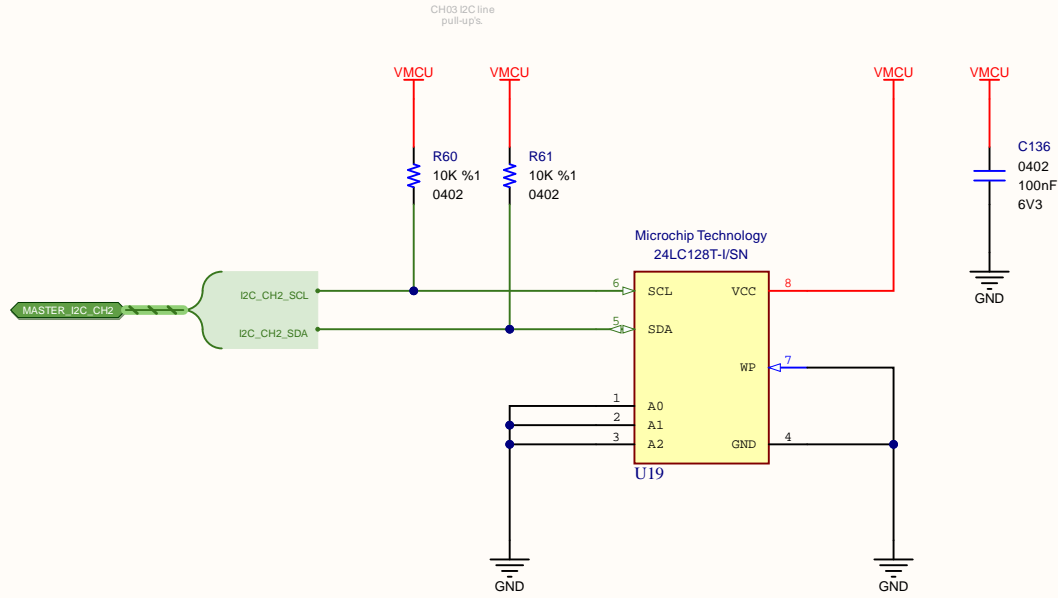 CH03 I2C line
pull-up's.
VMCU
VMCU
VMCU
VMCU
R60
10K %1
0402
R61
10K %1
0402
C136
0402
100nF
6V3
GND
Microchip Technology
24LC128T-I/SN
MASTER_I2C_CH2
I2C_CH2_SCL
I2C_CH2_SDA
6
SCL
VCC
8
5
SDA
WP
7
1
A0
2
A1
3
A2
GND
4
U19
GND
GND